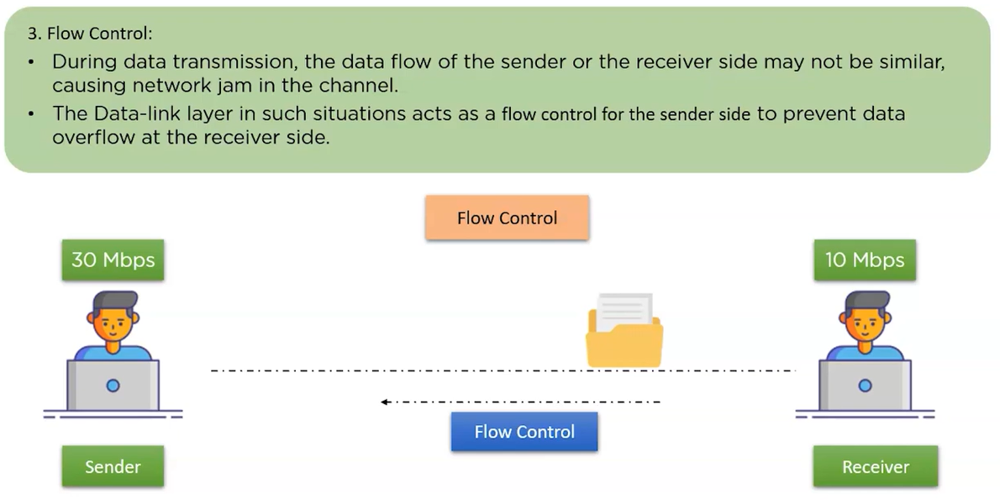 3. Flow Control:
• During data transmission, the data flow of the sender or the receiver side may not be similar,
causing network jam in the channel.
• The Data-link layer in such situations acts as a flow control for the sender side to prevent data
overflow at the receiver side.
Flow Control
30 Mbps
10 Mbps
Flow Control
Sender
Receiver